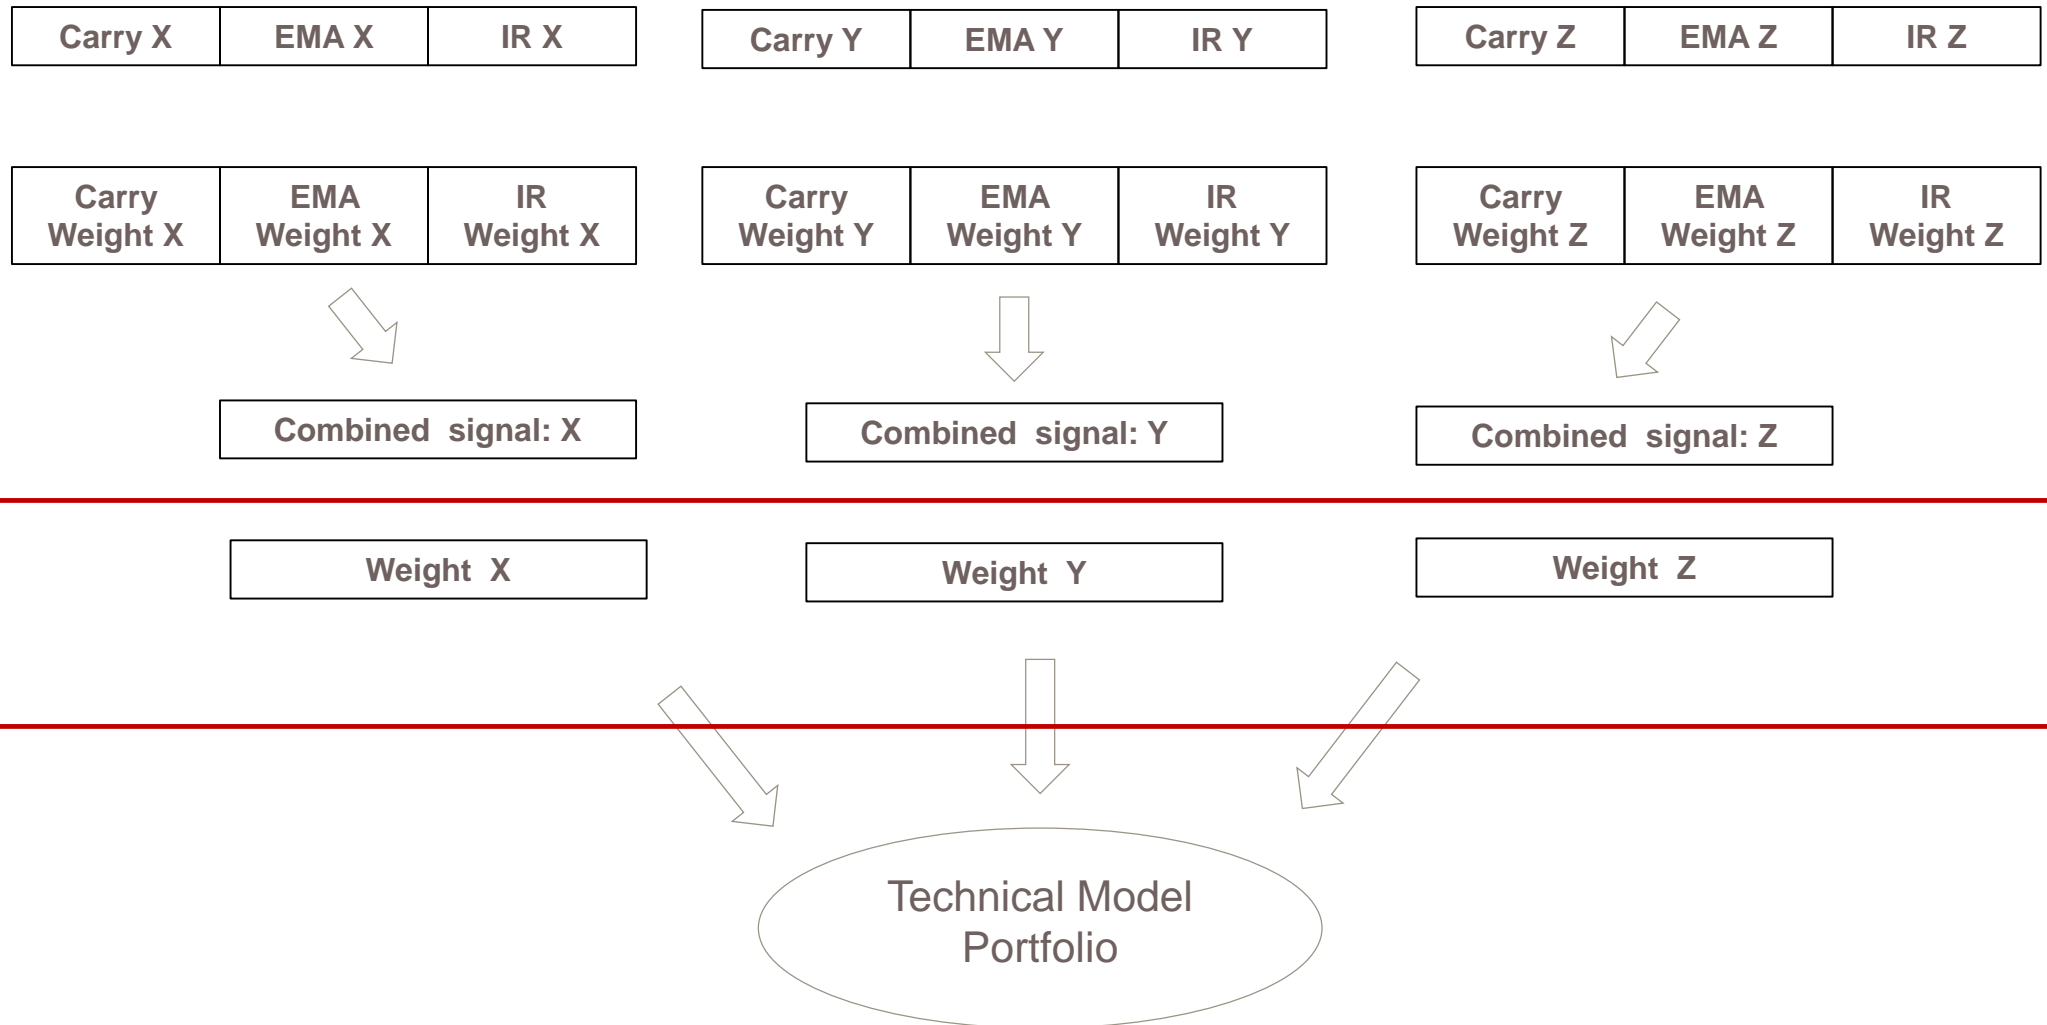 Carry X EMA X IR X Carry Y EMA Y IR Y Carry Z EMA Z IR Z
Carry EMA IR Carry EMA IR Carry EMA IR
Weight X Weight X Weight X Weight Y Weight Y Weight Y Weight Z Weight Z Weight Z
Combined signal: X Combined signal: Y Combined signal: Z
Weight X Weight Y Weight Z
Technical Model
Portfolio